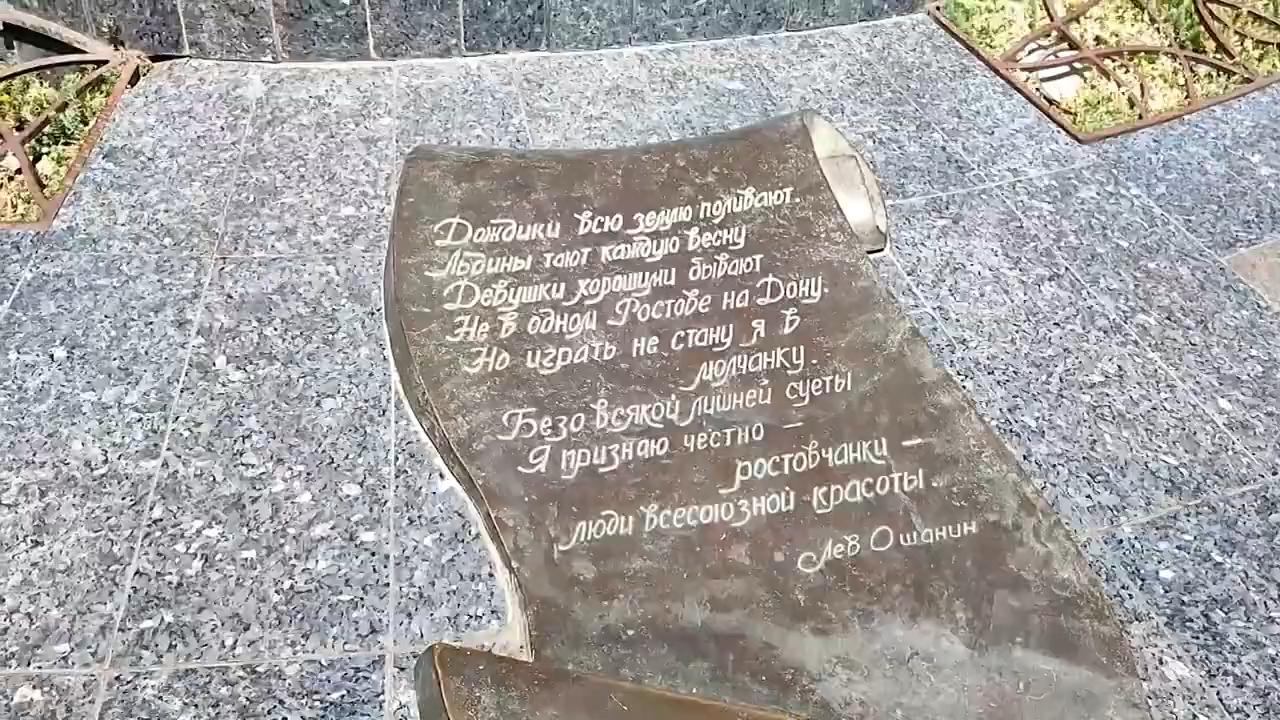 Дождики всю землю поливают.
Льдины тают каждую весну
Девушки хорошими бывают
Не в одном Ростове на Дону.
Но играть не стану я в
молчанку.
Безо всякой лишней суеты
Я признаю честно —
ростовчанки —
люди всесоюзной красоты.
Лев Ошанин